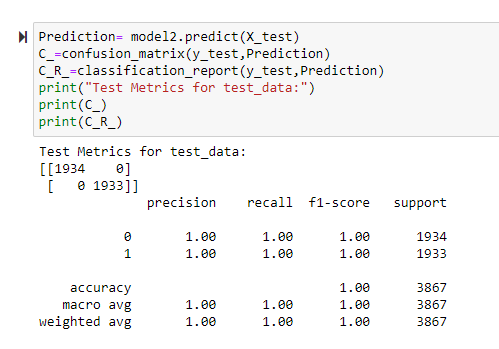 Prediction= model2.predict(X_test)
C_=confusion_matrix(y_test,Prediction)
C_R_=classification_report(y_test,Prediction)
print("Test Metrics for test_data:")
print(C_)
print(C_R_)
Test Metrics for test_data:
[[1934    0]
 [   0 1933]]
              precision    recall  f1-score   support

           0       1.00      1.00      1.00      1934
           1       1.00      1.00      1.00      1933

    accuracy                           1.00      3867
   macro avg       1.00      1.00      1.00      3867
weighted avg       1.00      1.00      1.00      3867